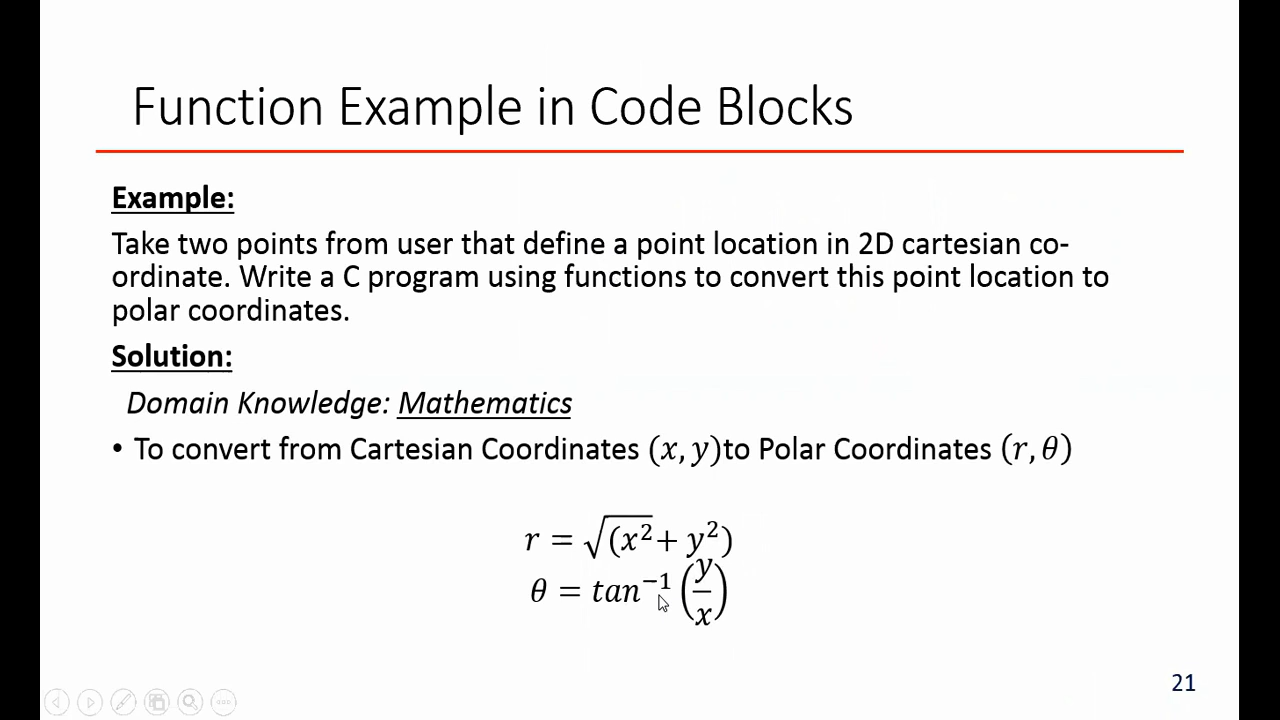 Function Example in Code Blocks
Example:
Take two points from user that define a point location in 2D cartesian co-
ordinate. Write a C program using functions to convert this point location to
polar coordinates.
Solution:
Domain Knowledge: Mathematics
• To convert from Cartesian Coordinates (x, y)to Polar Coordinates (r, θ)
r = √(x² + y²)
θ = tan⁻¹ (y/x)
21